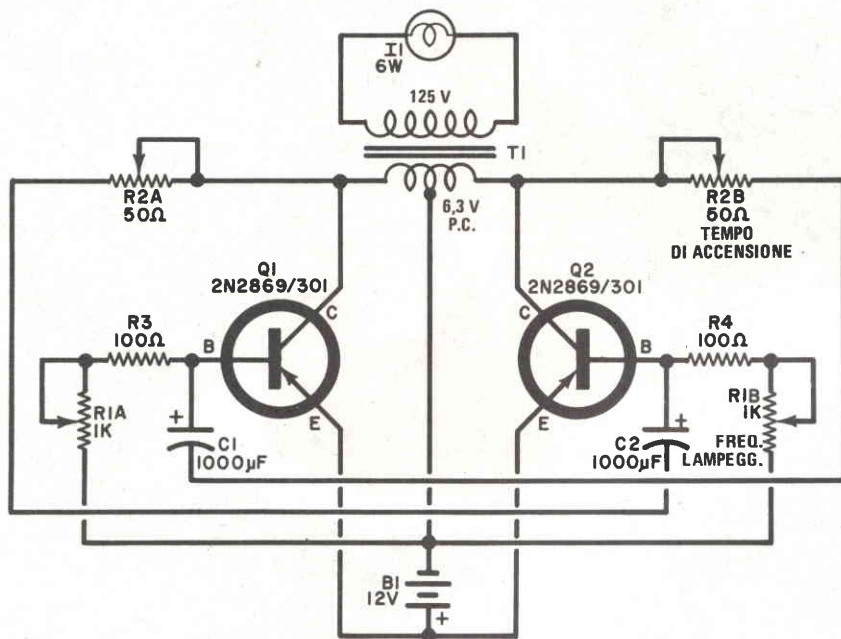 I1
6W
125 V
T1
6,3 V
P.C.
R2A
50Ω
R2B
50Ω
TEMPO
DI ACCENSIONE
Q1
2N2869/301
C
B
E
Q2
2N2869/301
C
B
E
R3
100Ω
R4
100Ω
R1A
1K
R1B
1K
FREQ.
LAMPEGG.
+
C1
1000µF
+
C2
1000µF
B1
12V
+